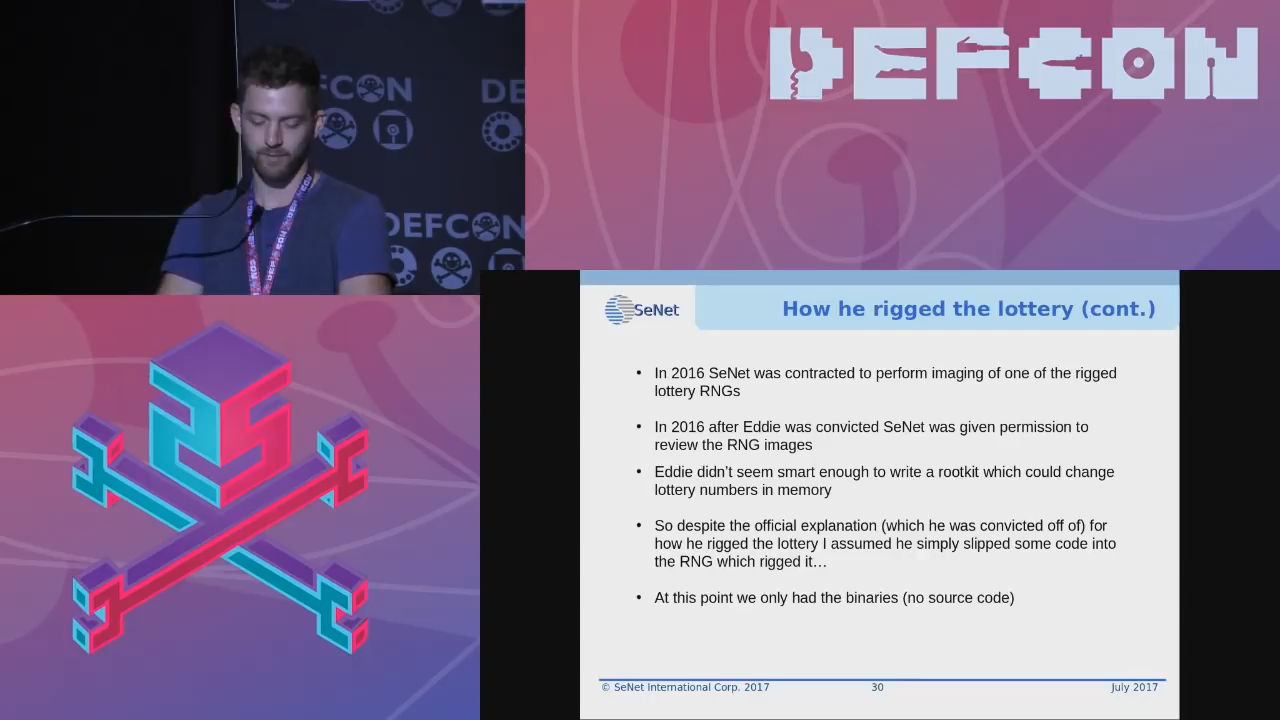 DEFCON
FCON
DE
DEFCON
SeNet
How he rigged the lottery (cont.)
• In 2016 SeNet was contracted to perform imaging of one of the rigged
lottery RNGs
• In 2016 after Eddie was convicted SeNet was given permission to
review the RNG images
• Eddie didn’t seem smart enough to write a rootkit which could change
lottery numbers in memory
• So despite the official explanation (which he was convicted off of) for
how he rigged the lottery I assumed he simply slipped some code into
the RNG which rigged it…
• At this point we only had the binaries (no source code)
© SeNet International Corp. 2017 30 July 2017